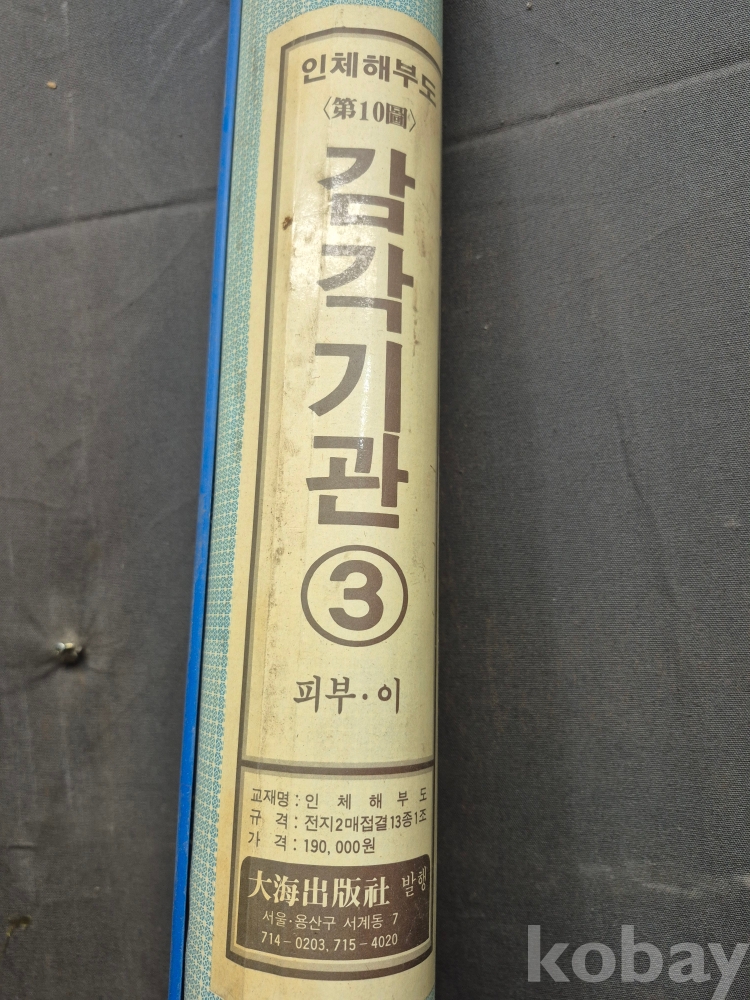 인체해부도
〈第10圖〉
감각기관
③
피부·이
교재명 : 인 체 해 부 도
규 격 : 전지2매접결13종1조
가 격 : 190,000원
大海出版社 발행
서울·용산구 서계동 7
714-0203, 715-4020
kobay